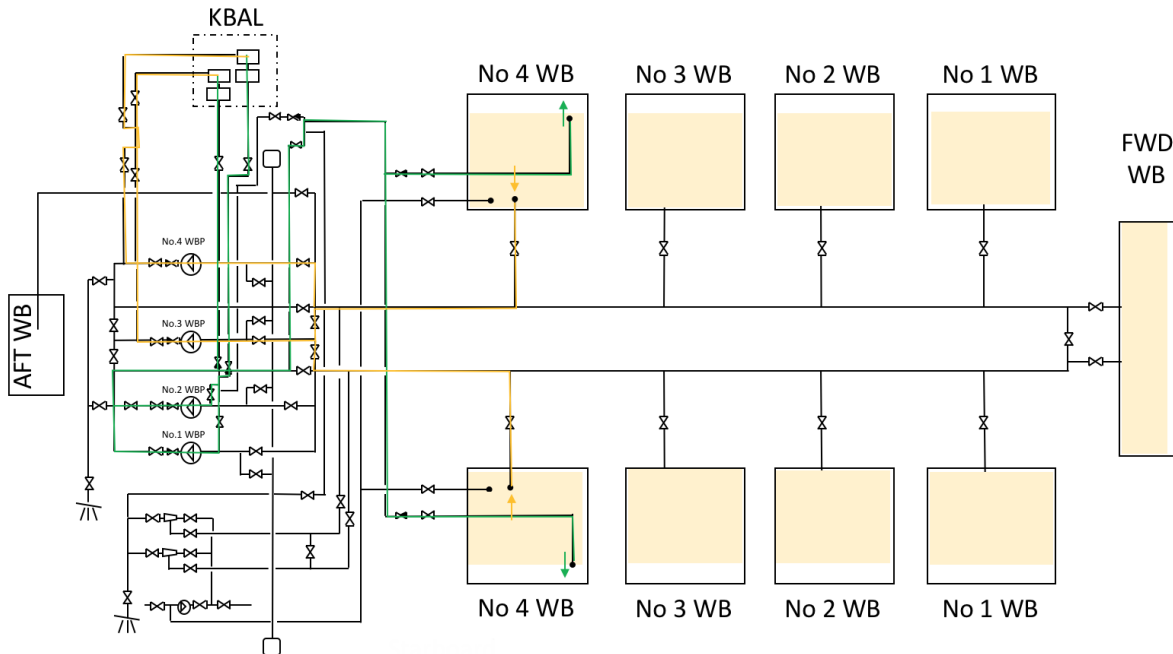 KBAL
No 4 WB
No 3 WB
No 2 WB
No 1 WB
FWD
WB
No.4 WBP
AFT WB
No.3 WBP
No.2 WBP
No.1 WBP
No 4 WB
No 3 WB
No 2 WB
No 1 WB